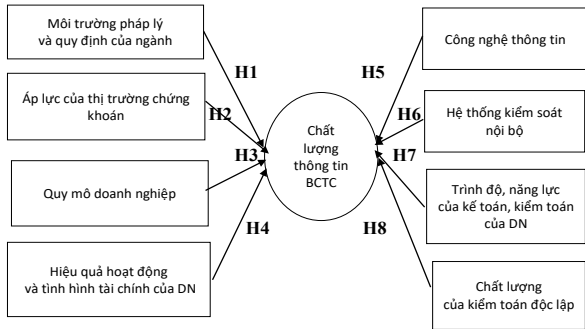 Môi trường pháp lý
và quy định của ngành
H1
Áp lực của thị trường chứng
khoán
H2
Quy mô doanh nghiệp
H3
Hiệu quả hoạt động
và tình hình tài chính của DN
H4
Chất
lượng
thông tin
BCTC
H5
Công nghệ thông tin
H6
Hệ thống kiểm soát
nội bộ
H7
Trình độ, năng lực
của kế toán, kiểm toán
của DN
H8
Chất lượng
của kiểm toán độc lập